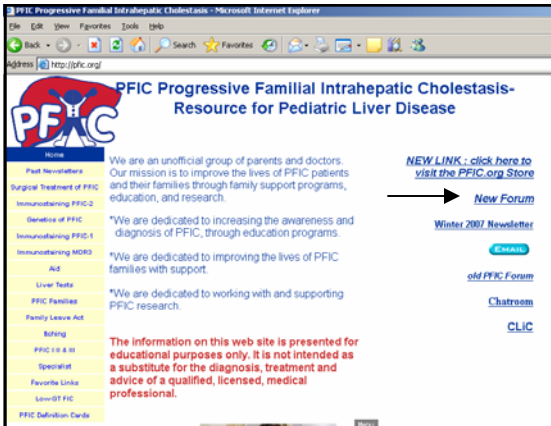 PFIC Progressive Familial Intrahepatic Cholestasis - Microsoft Internet Explorer
File Edit View Favorites Tools Help
Back Search Favorites
Address http://pfic.org/
PFIC
PFIC Progressive Familial Intrahepatic Cholestasis-
Resource for Pediatric Liver Disease
Home
Past Newsletters
Surgical Treatment of PFIC
Immunostaining PFIC-2
Genetics of PFIC
Immunostaining PFIC-1
Immunostaining MDR3
Aid
Liver Tests
PFIC Families
Family Leave Act
Itching
PFIC I II & III
Specialist
Favorite Links
Low-GT FIC
PFIC Definition Cards
We are an unofficial group of parents and doctors.
Our mission is to improve the lives of PFIC patients
and their families through family support programs,
education, and research.
*We are dedicated to increasing the awareness and
diagnosis of PFIC, through education programs.
*We are dedicated to improving the lives of PFIC
families with support.
*We are dedicated to working with and supporting
PFIC research.
The information on this web site is presented for
educational purposes only. It is not intended as
a substitute for the diagnosis, treatment and
advice of a qualified, licensed, medical
professional.
NEW LINK : click here to
visit the PFIC.org Store
New Forum
Winter 2007 Newsletter
EMAIL
old PFIC Forum
Chatroom
CLiC
Menu